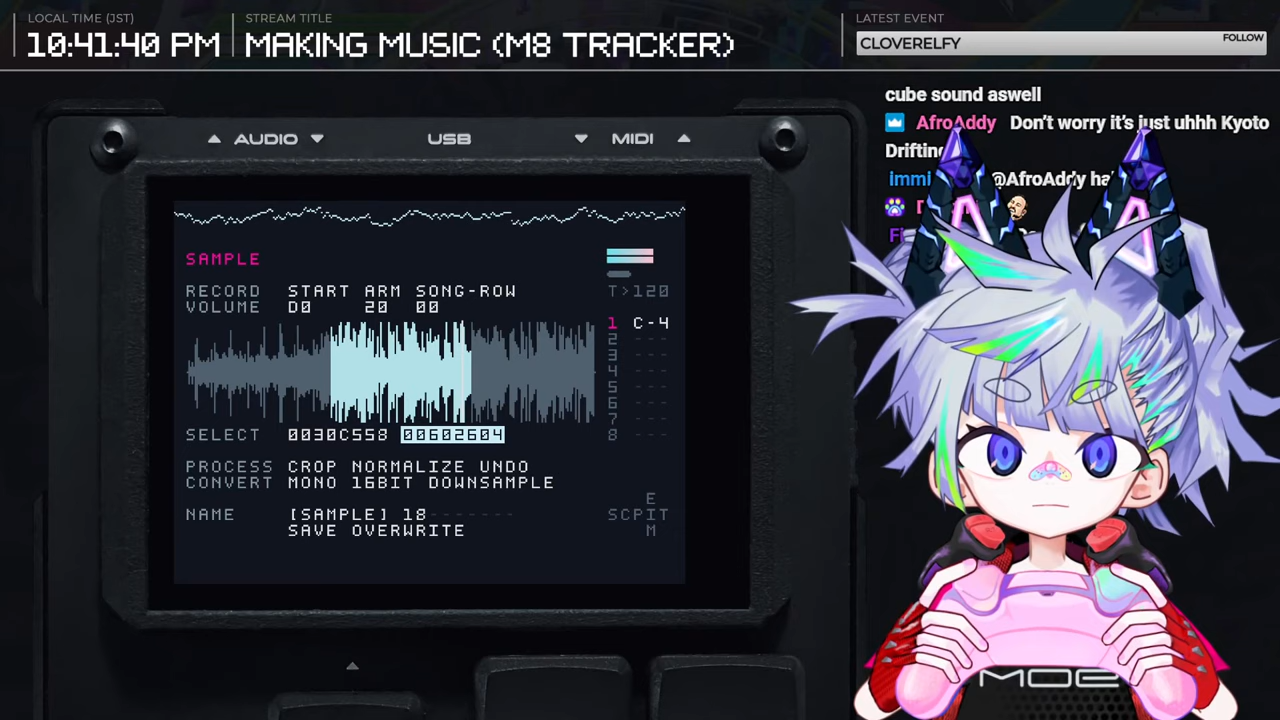 LOCAL TIME (JST)
10:41:40 PM
STREAM TITLE
MAKING MUSIC (M8 TRACKER)
LATEST EVENT
CLOVERELFY
FOLLOW
cube sound aswell
AfroAddy Don't worry it's just uhhh Kyoto
Drifting
@AfroAddy
AUDIO
USB
MIDI
SAMPLE
RECORD START ARM SONG-ROW
VOLUME D0 20 00
T>120
1 C-4
2 ---
3 ---
4 ---
5 ---
6 ---
7 ---
8 ---
SELECT 0030C558 00602604
PROCESS CROP NORMALIZE UNDO
CONVERT MONO 16BIT DOWNSAMPLE
E
NAME [SAMPLE] 18--------
SCPIT
SAVE OVERWRITE
M